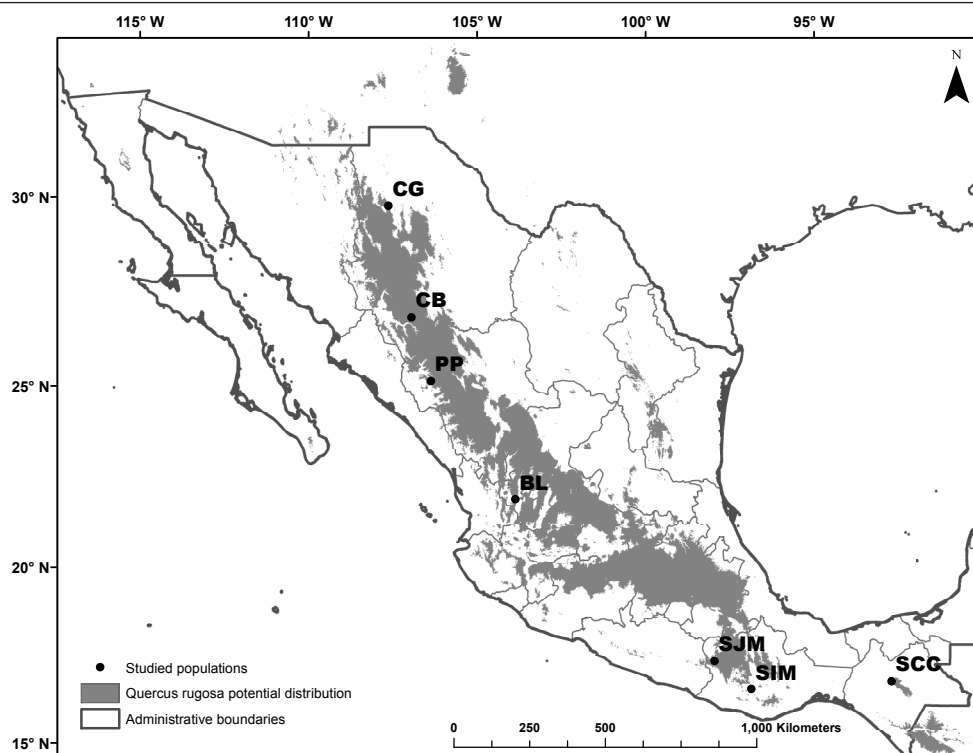 115° W 110° W 105° W 100° W 95° W
N
30° N
25° N
20° N
15° N
CG
CB
PP
BL
SJM
SIM
SCC
Studied populations
Quercus rugosa potential distribution
Administrative boundaries
0 250 500 1,000 Kilometers